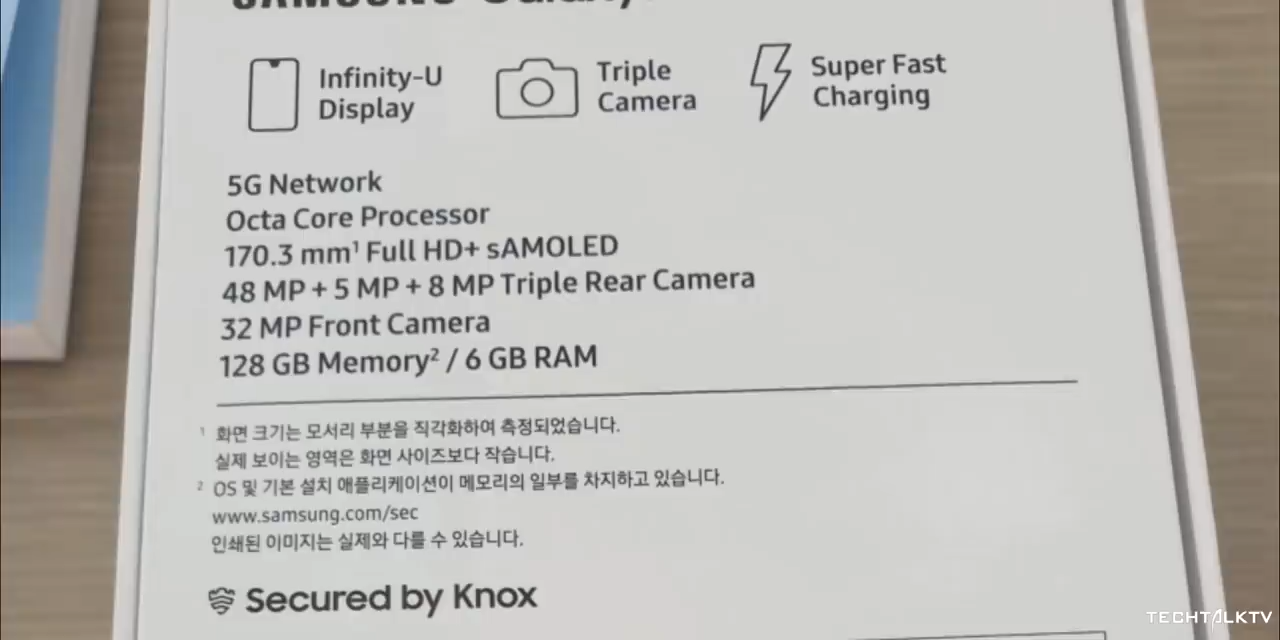 SAMSUNG Galaxy
Infinity-U
Display
Triple
Camera
Super Fast
Charging
5G Network
Octa Core Processor
170.3 mm¹ Full HD+ sAMOLED
48 MP + 5 MP + 8 MP Triple Rear Camera
32 MP Front Camera
128 GB Memory² / 6 GB RAM
¹ 화면 크기는 모서리 부분을 직각화하여 측정되었습니다.
실제 보이는 영역은 화면 사이즈보다 작습니다.
² OS 및 기본 설치 애플리케이션이 메모리의 일부를 차지하고 있습니다.
www.samsung.com/sec
인쇄된 이미지는 실제와 다를 수 있습니다.
Secured by Knox
TECHTALKTV